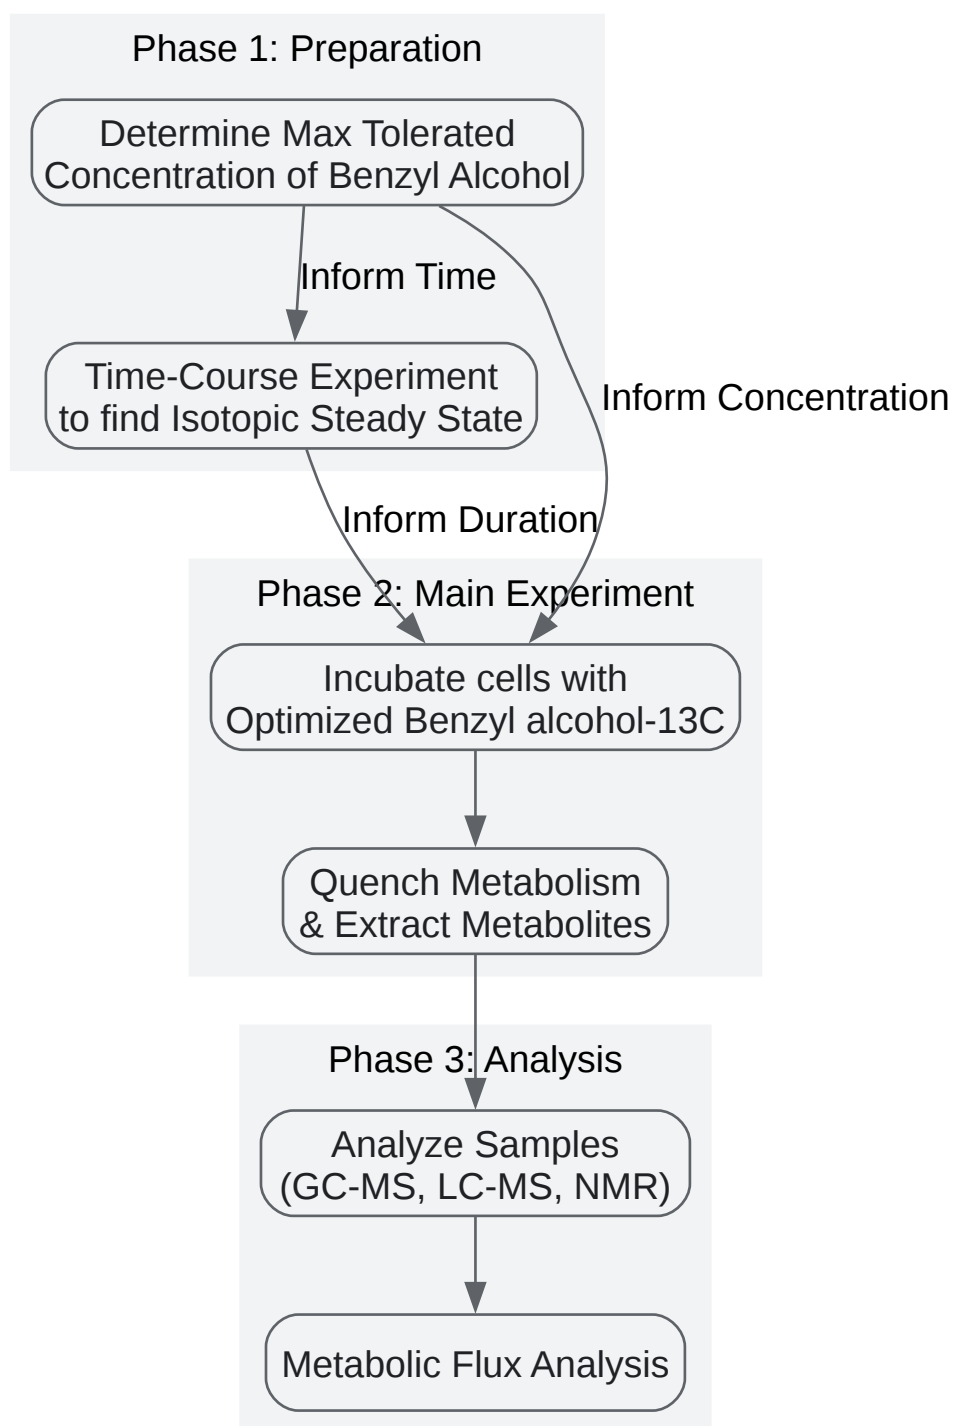 Phase 1: Preparation
Determine Max Tolerated
Concentration of Benzyl Alcohol
Inform Time
Time-Course Experiment
to find Isotopic Steady State
Inform Concentration
Inform Duration
Phase 2: Main Experiment
Incubate cells with
Optimized Benzyl alcohol-13C
Quench Metabolism
& Extract Metabolites
Phase 3: Analysis
Analyze Samples
(GC-MS, LC-MS, NMR)
Metabolic Flux Analysis